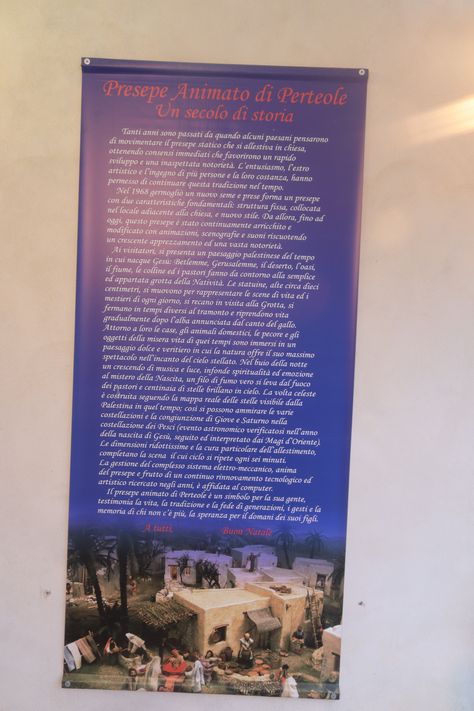 Presepe Animato di Perteole
Un secolo di storia
Tanti anni sono passati da quando alcuni paesani pensarono
di movimentare il presepe statico che si allestiva in chiesa,
ottenendo consensi immediati che favorirono un rapido
sviluppo e una inaspettata notorietà. L'entusiasmo, l'estro
artistico e l'ingegno di più persone e la loro costanza, hanno
permesso di continuare questa tradizione nel tempo.
Nel 1968 germogliò un nuovo seme e prese forma un presepe
con due caratteristiche fondamentali: struttura fissa, collocata
nel locale adiacente alla chiesa, e nuovo stile. Da allora, fino ad
oggi, questo presepe è stato continuamente arricchito e
modificato con animazioni, scenografie e suoni riscuotendo
un crescente apprezzamento ed una vasta notorietà.
Ai visitatori, si presenta un paesaggio palestinese del tempo
in cui nacque Gesù: Betlemme, Gerusalemme, il deserto, l'oasi,
il fiume, le colline ed i pastori fanno da contorno alla semplice
ed appartata grotta della Natività. Le statuine, alte circa dieci
centimetri, si muovono per rappresentare le scene di vita ed i
mestieri di ogni giorno, si recano in visita alla Grotta, si
fermano in tempi diversi al tramonto e riprendono vita
gradualmente dopo l'alba annunciata dal canto del gallo.
Attorno a loro le case, gli animali domestici, le pecore e gli
oggetti della misera vita di quei tempi sono immersi in un
paesaggio dolce e veritiero in cui la natura offre il suo massimo
spettacolo nell'incanto del cielo stellato. Nel buio della notte
un crescendo di musica e luce, infonde spiritualità ed emozione
al mistero della Nascita, un filo di fumo vero si leva dal fuoco
dei pastori e centinaia di stelle brillano in cielo. La volta celeste
è costruita seguendo la mappa reale delle stelle visibile dalla
Palestina in quel tempo; così si possono ammirare le varie
costellazioni e la congiunzione di Giove e Saturno nella
costellazione dei Pesci (evento astronomico verificatosi nell'anno
della nascita di Gesù, seguito ed interpretato dai Magi d'Oriente).
Le dimensioni ridottissime e la cura particolare dell'allestimento,
completano la scena il cui ciclo si ripete ogni sei minuti.
La gestione del complesso sistema elettro-meccanico, anima
del presepe e frutto di un continuo rinnovamento tecnologico ed
artistico ricercato negli anni, è affidata al computer.
Il presepe animato di Perteole è un simbolo per la sua gente,
testimonia la vita, la tradizione e la fede di generazioni, i gesti e la
memoria di chi non c'è più, la speranza per il domani dei suoi figli.
A tutti, Buon Natale